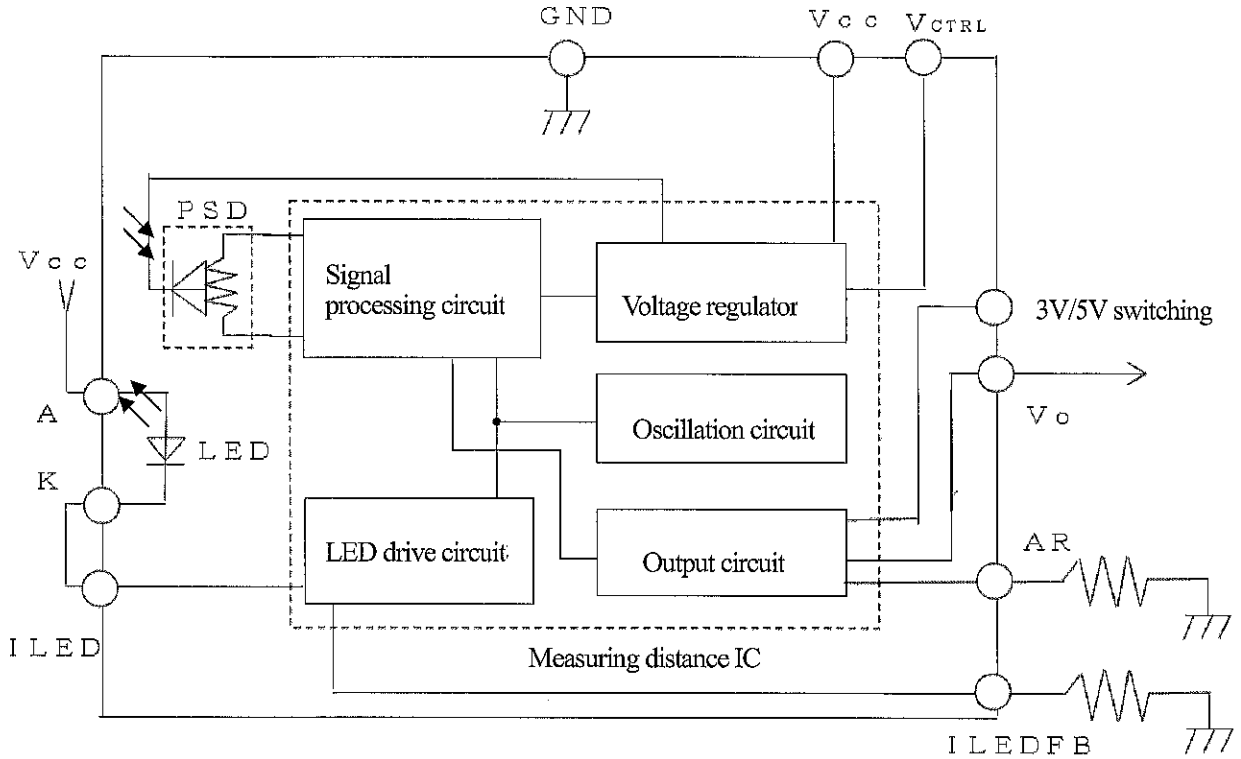 GND
Vcc
VCTRL
PSD
Vcc
Signal
processing circuit
Voltage regulator
3V/5V switching
A
Vo
LED
Oscillation circuit
K
LED drive circuit
Output circuit
AR
ILED
Measuring distance IC
ILEDFB